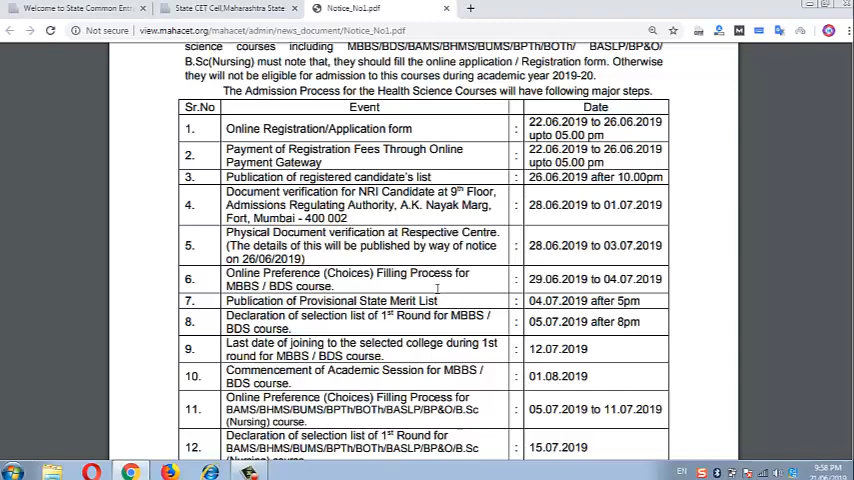 Welcome to State Common Entr
State CET Cell,Maharashtra State
Notice_No1.pdf
Not secure | view.mahacet.org/mahacet/admin/news_document/Notice_No1.pdf
science courses including MBBS/BDS/BAMS/BHMS/BUMS/BPTh/BOTh/ BASLP/BP&O/
B.Sc(Nursing) must note that, they should fill the online application / Registration form. Otherwise
they will not be eligible for admission to this courses during academic year 2019-20.
The Admission Process for the Health Science Courses will have following major steps.
Sr.No Event Date
1. Online Registration/Application form : 22.06.2019 to 26.06.2019
upto 05.00 pm
2. Payment of Registration Fees Through Online
Payment Gateway : 22.06.2019 to 26.06.2019
upto 05.00 pm
3. Publication of registered candidate's list : 26.06.2019 after 10.00pm
4. Document verification for NRI Candidate at 9th Floor,
Admissions Regulating Authority, A.K. Nayak Marg,
Fort, Mumbai - 400 002 : 28.06.2019 to 01.07.2019
5. Physical Document verification at Respective Centre.
(The details of this will be published by way of notice
on 26/06/2019) : 28.06.2019 to 03.07.2019
6. Online Preference (Choices) Filling Process for
MBBS / BDS course. : 29.06.2019 to 04.07.2019
7. Publication of Provisional State Merit List : 04.07.2019 after 5pm
8. Declaration of selection list of 1st Round for MBBS /
BDS course. : 05.07.2019 after 8pm
9. Last date of joining to the selected college during 1st
round for MBBS / BDS course. : 12.07.2019
10. Commencement of Academic Session for MBBS /
BDS course. : 01.08.2019
11. Online Preference (Choices) Filling Process for
BAMS/BHMS/BUMS/BPTh/BOTh/BASLP/BP&O/B.Sc
(Nursing) course. : 05.07.2019 to 11.07.2019
12. Declaration of selection list of 1st Round for
BAMS/BHMS/BUMS/BPTh/BOTh/BASLP/BP&O/B.Sc : 15.07.2019
EN
9:58 PM
21/06/2019